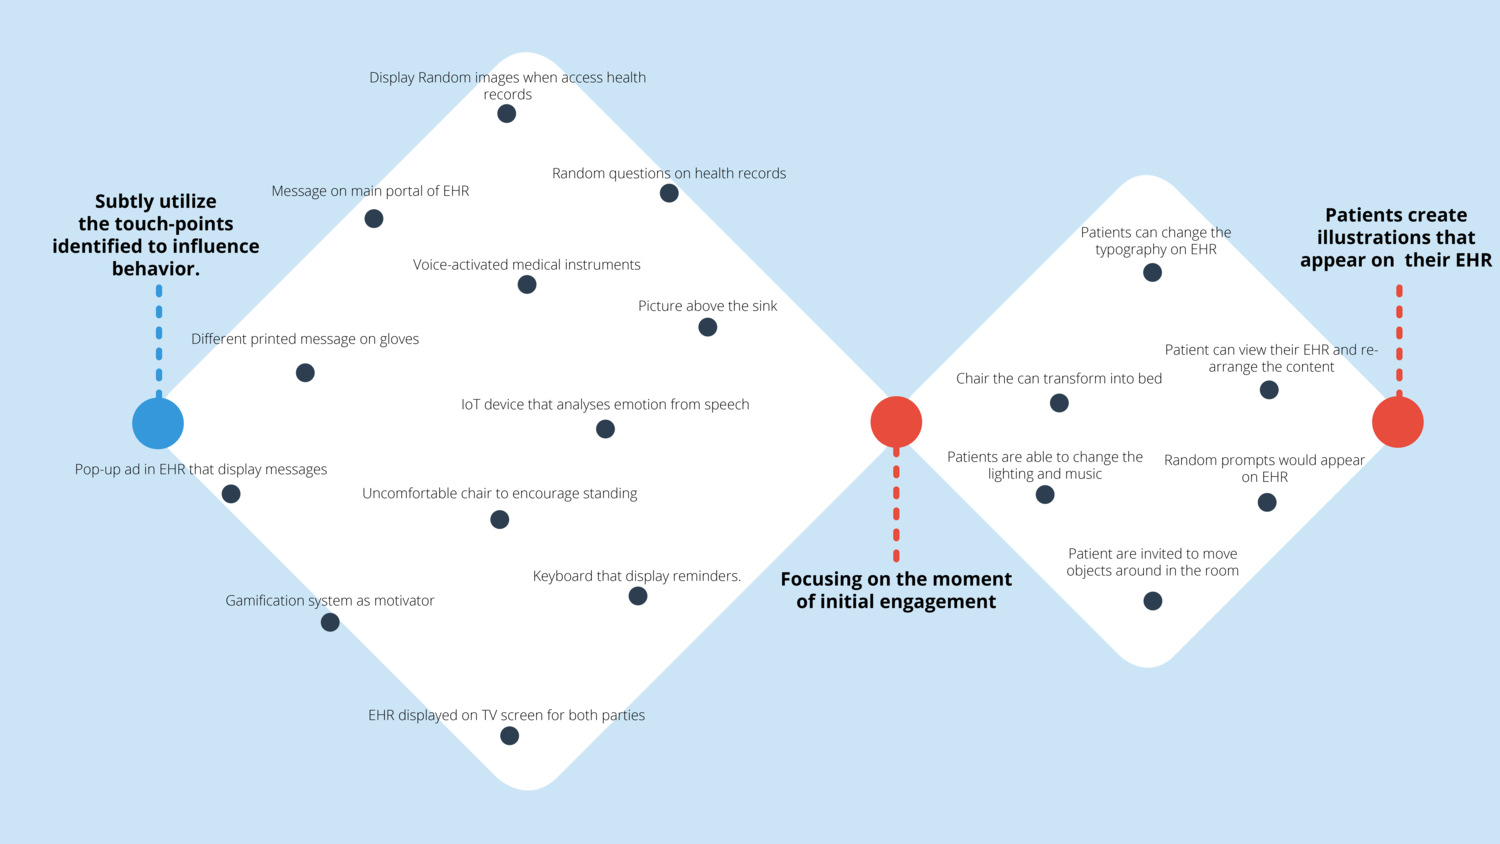 Display Random images when access health
records
Random questions on health records
Message on main portal of EHR
Subtly utilize
the touch-points
identified to influence
behavior.
Voice-activated medical instruments
Picture above the sink
Different printed message on gloves
IoT device that analyses emotion from speech
Pop-up ad in EHR that display messages
Uncomfortable chair to encourage standing
Keyboard that display reminders.
Gamification system as motivator
EHR displayed on TV screen for both parties
Focusing on the moment
of initial engagement
Patients can change the
typography on EHR
Patient can view their EHR and re-
arrange the content
Chair the can transform into bed
Patients are able to change the
lighting and music
Random prompts would appear
on EHR
Patient are invited to move
objects around in the room
Patients create
illustrations that
appear on  their EHR